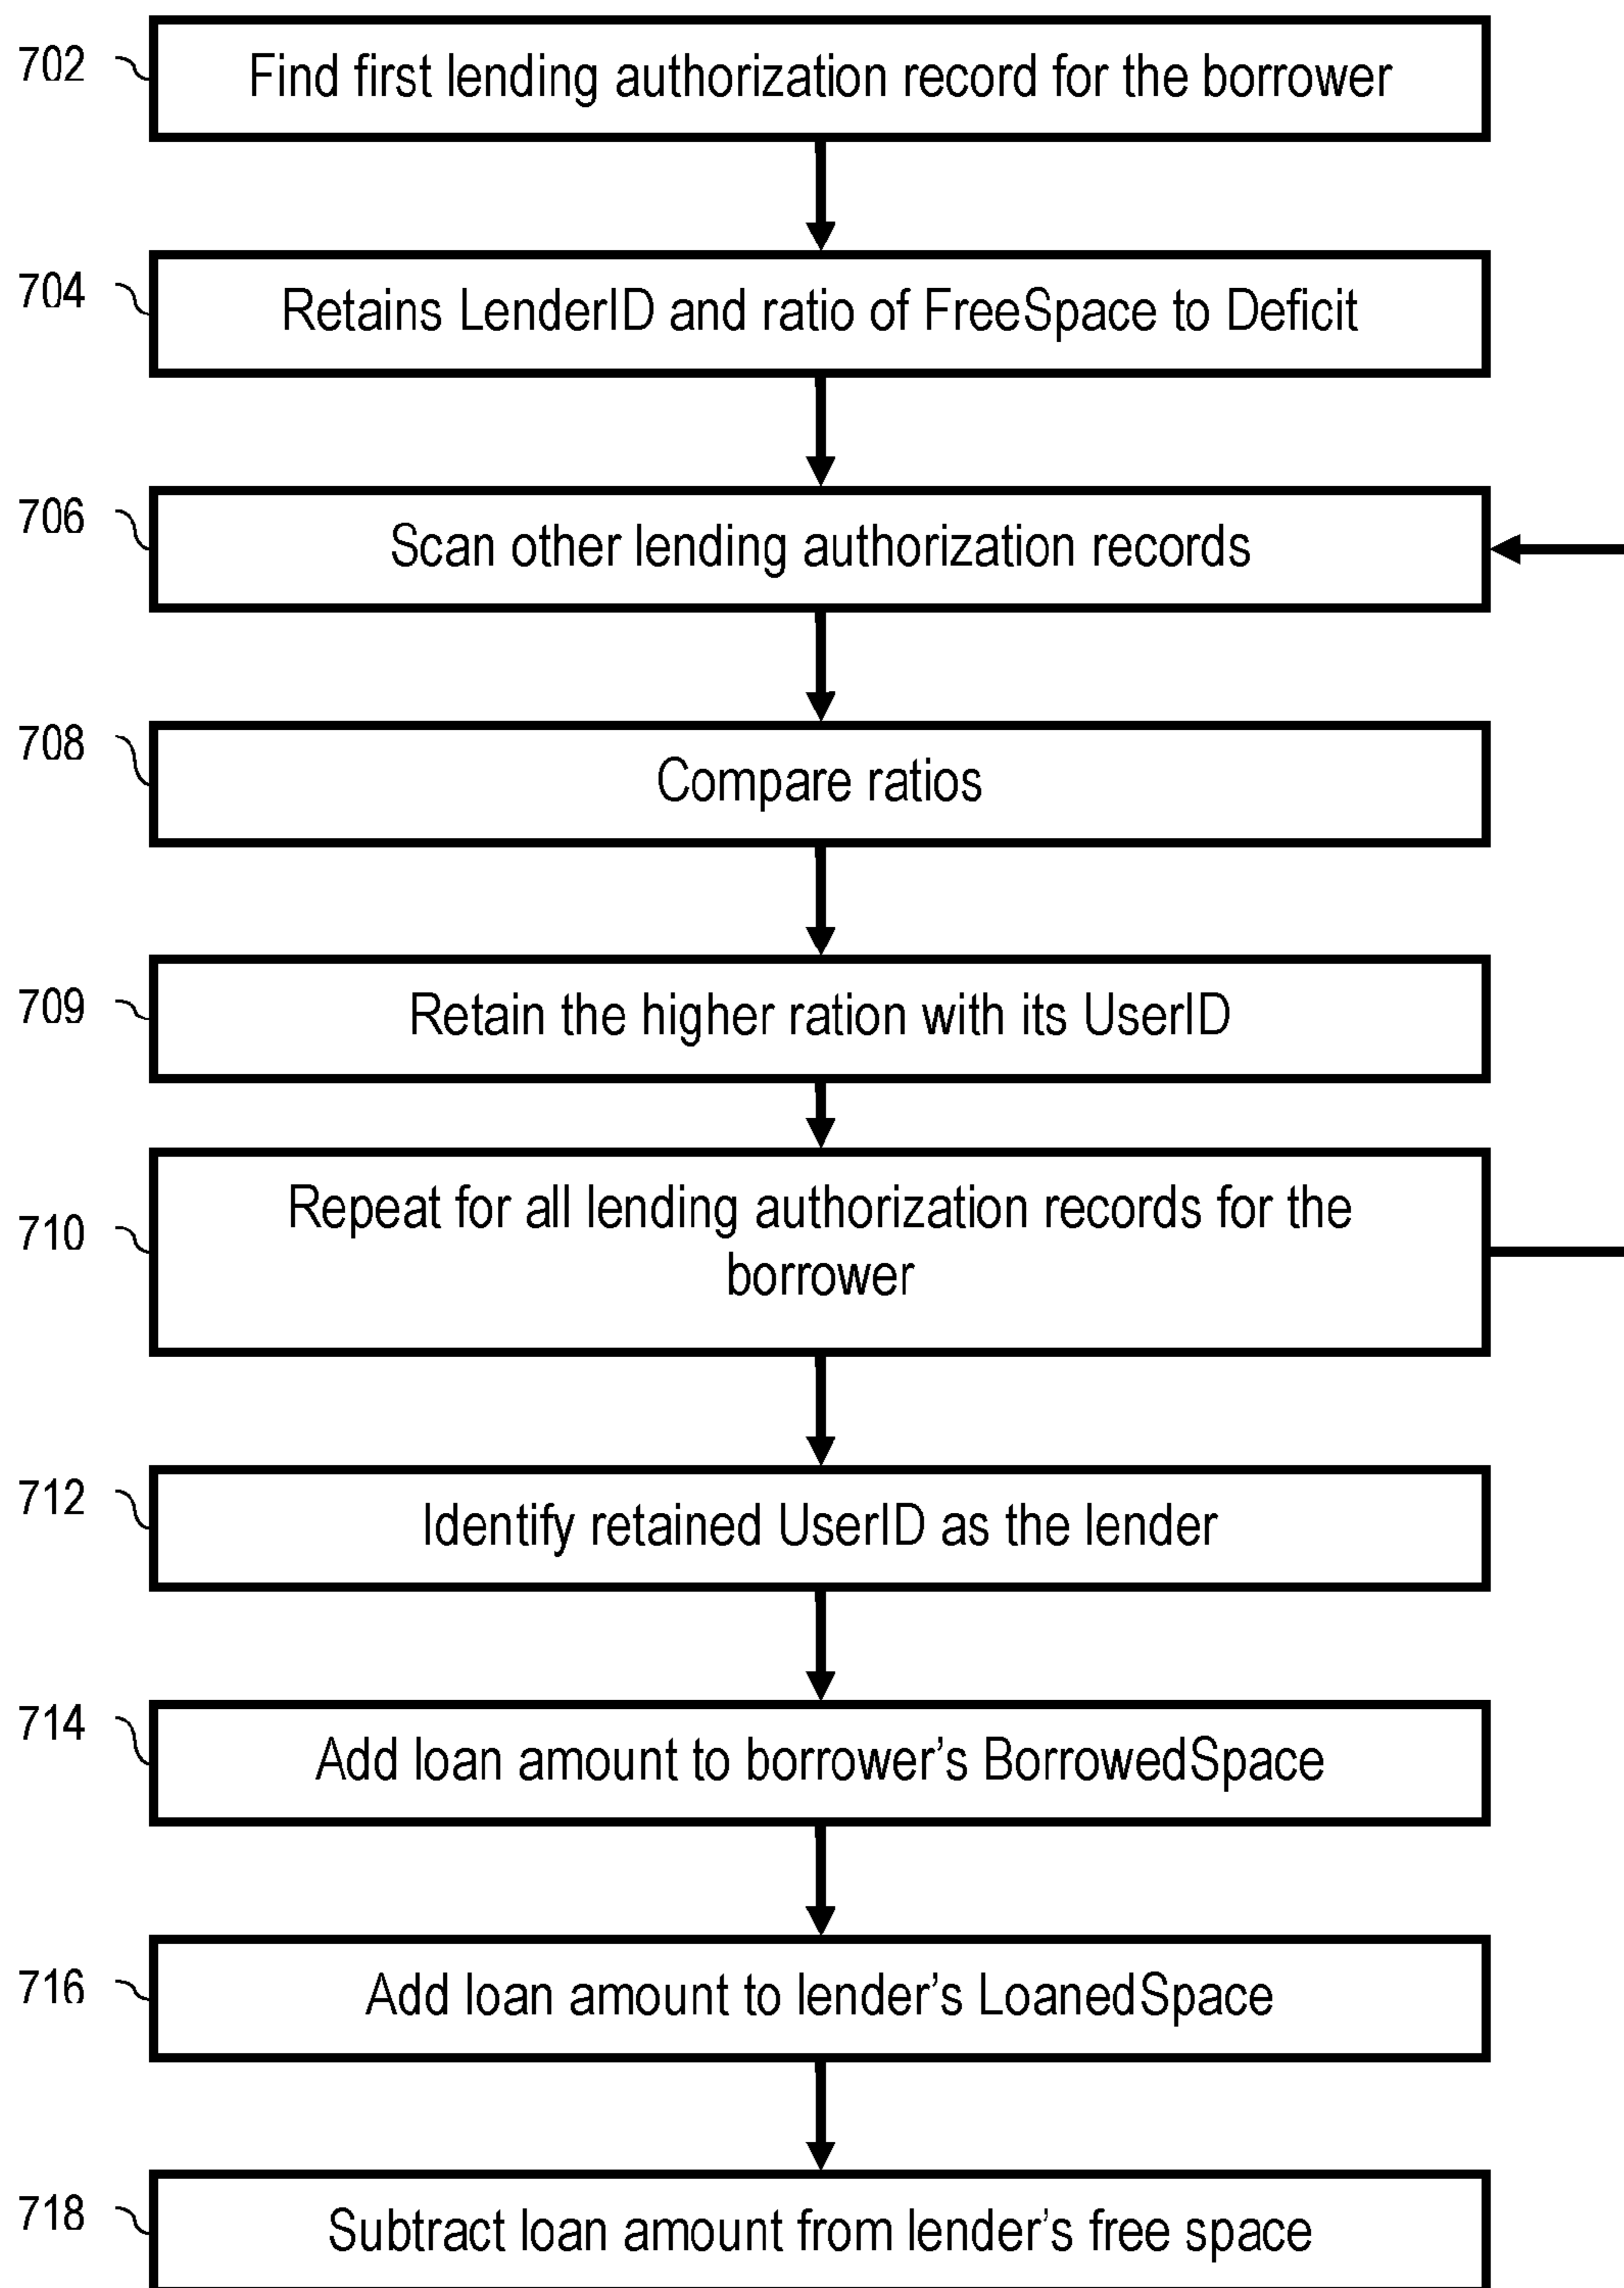 702
Find first lending authorization record for the borrower
704
Retains LenderID and ratio of FreeSpace to Deficit
706
Scan other lending authorization records
708
Compare ratios
709
Retain the higher ration with its UserID
710
Repeat for all lending authorization records for the
borrower
712
Identify retained UserID as the lender
714
Add loan amount to borrower's BorrowedSpace
716
Add loan amount to lender's LoanedSpace
718
Subtract loan amount from lender's free space